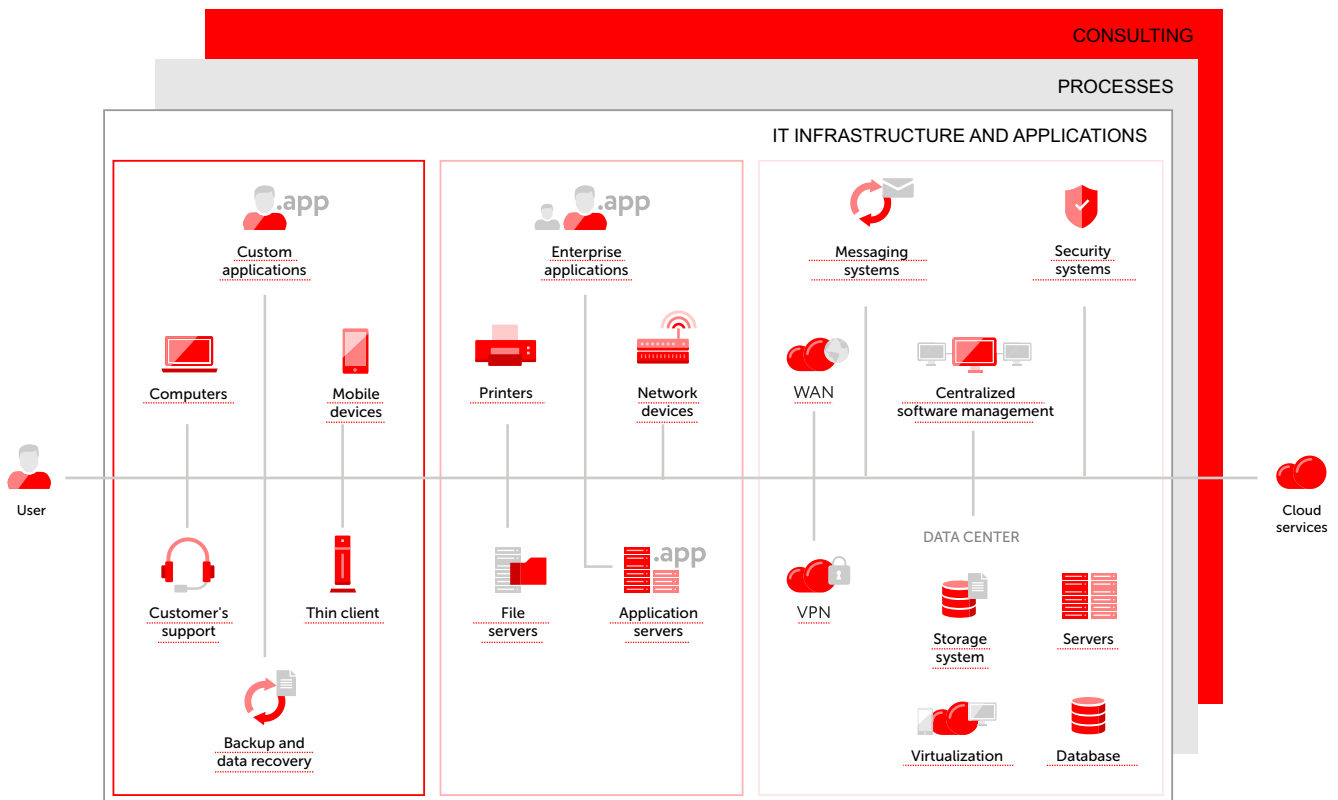 CONSULTING
PROCESSES
IT INFRASTRUCTURE AND APPLICATIONS
.app
Custom
applications
.app
Enterprise
applications
Messaging
systems
Security
systems
Computers
Mobile
devices
Printers
Network
devices
WAN
Centralized
software management
User
Cloud
services
Customer's
support
Thin client
File
servers
.app
Application
servers
VPN
DATA CENTER
Storage
system
Servers
Backup and
data recovery
Virtualization
Database